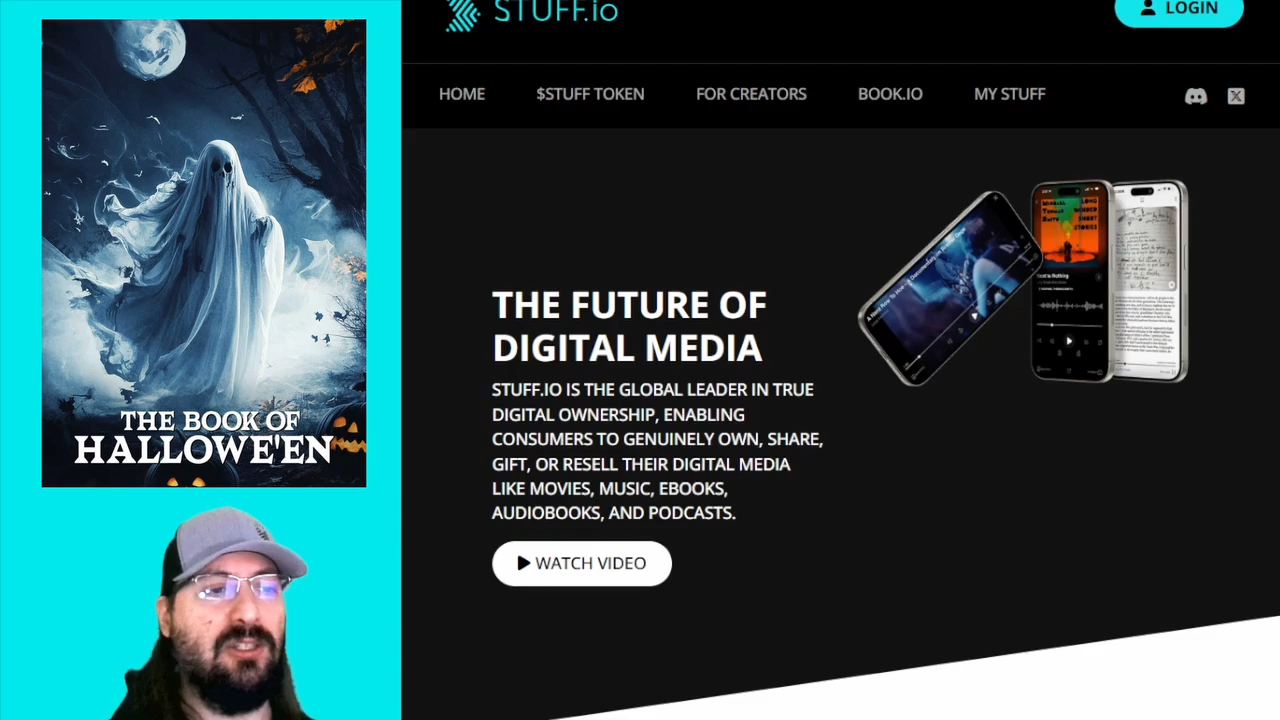 THE BOOK OF
HALLOWE'EN
STUFF.io
LOGIN
HOME
$STUFF TOKEN
FOR CREATORS
BOOK.IO
MY STUFF
THE FUTURE OF
DIGITAL MEDIA
STUFF.IO IS THE GLOBAL LEADER IN TRUE
DIGITAL OWNERSHIP, ENABLING
CONSUMERS TO GENUINELY OWN, SHARE,
GIFT, OR RESELL THEIR DIGITAL MEDIA
LIKE MOVIES, MUSIC, EBOOKS,
AUDIOBOOKS, AND PODCASTS.
WATCH VIDEO